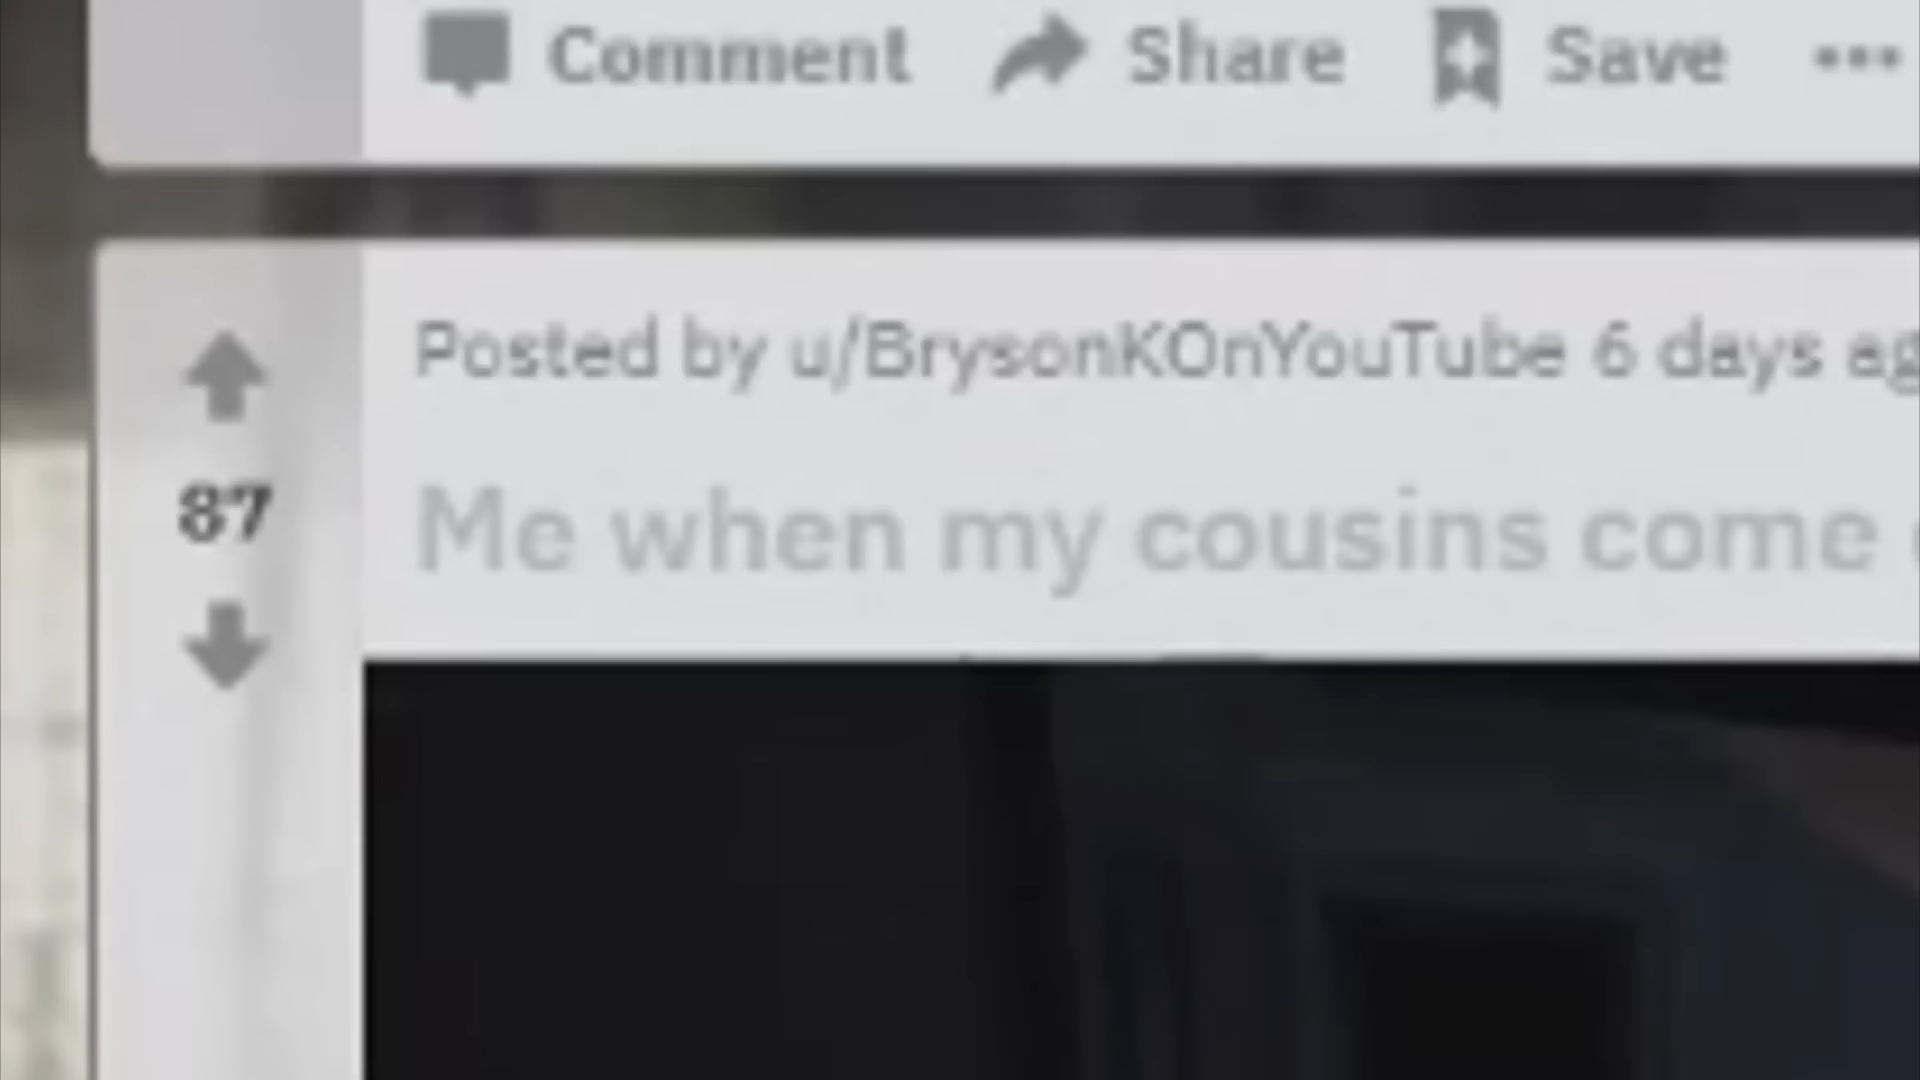 Comment Share Save ...
Posted by u/BrysonKOnYouTube 6 days
87
Me when my cousins come